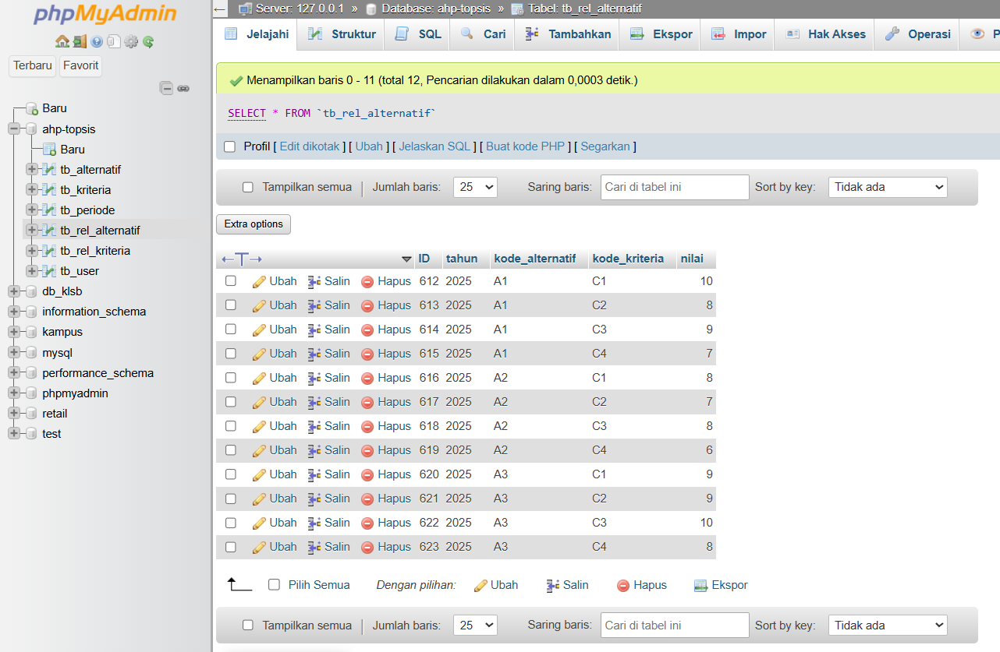 phpMyAdmin
Terbaru Favorit
Baru
ahp-topsis
Baru
tb_alternatif
tb_kriteria
tb_periode
tb_rel_alternatif
tb_rel_kriteria
tb_user
db_klsb
information_schema
kampus
mysql
performance_schema
phpmyadmin
retail
test
Server: 127.0.0.1 » Database: ahp-topsis » Tabel: tb_rel_alternatif
Jelajahi Struktur SQL Cari Tambahkan Ekspor Impor Hak Akses Operasi P
Menampilkan baris 0 - 11 (total 12, Pencarian dilakukan dalam 0,0003 detik.)
SELECT * FROM `tb_rel_alternatif`
Profil [ Edit dikotak ] [ Ubah ] [ Jelaskan SQL ] [ Buat kode PHP ] [ Segarkan ]
Tampilkan semua | Jumlah baris: 25 Saring baris: Cari di tabel ini Sort by key: Tidak ada
Extra options
←T→ ID tahun kode_alternatif kode_kriteria nilai
Ubah Salin Hapus 612 2025 A1 C1 10
Ubah Salin Hapus 613 2025 A1 C2 8
Ubah Salin Hapus 614 2025 A1 C3 9
Ubah Salin Hapus 615 2025 A1 C4 7
Ubah Salin Hapus 616 2025 A2 C1 8
Ubah Salin Hapus 617 2025 A2 C2 7
Ubah Salin Hapus 618 2025 A2 C3 8
Ubah Salin Hapus 619 2025 A2 C4 6
Ubah Salin Hapus 620 2025 A3 C1 9
Ubah Salin Hapus 621 2025 A3 C2 9
Ubah Salin Hapus 622 2025 A3 C3 10
Ubah Salin Hapus 623 2025 A3 C4 8
Pilih Semua Dengan pilihan: Ubah Salin Hapus Ekspor
Tampilkan semua | Jumlah baris: 25 Saring baris: Cari di tabel ini Sort by key: Tidak ada